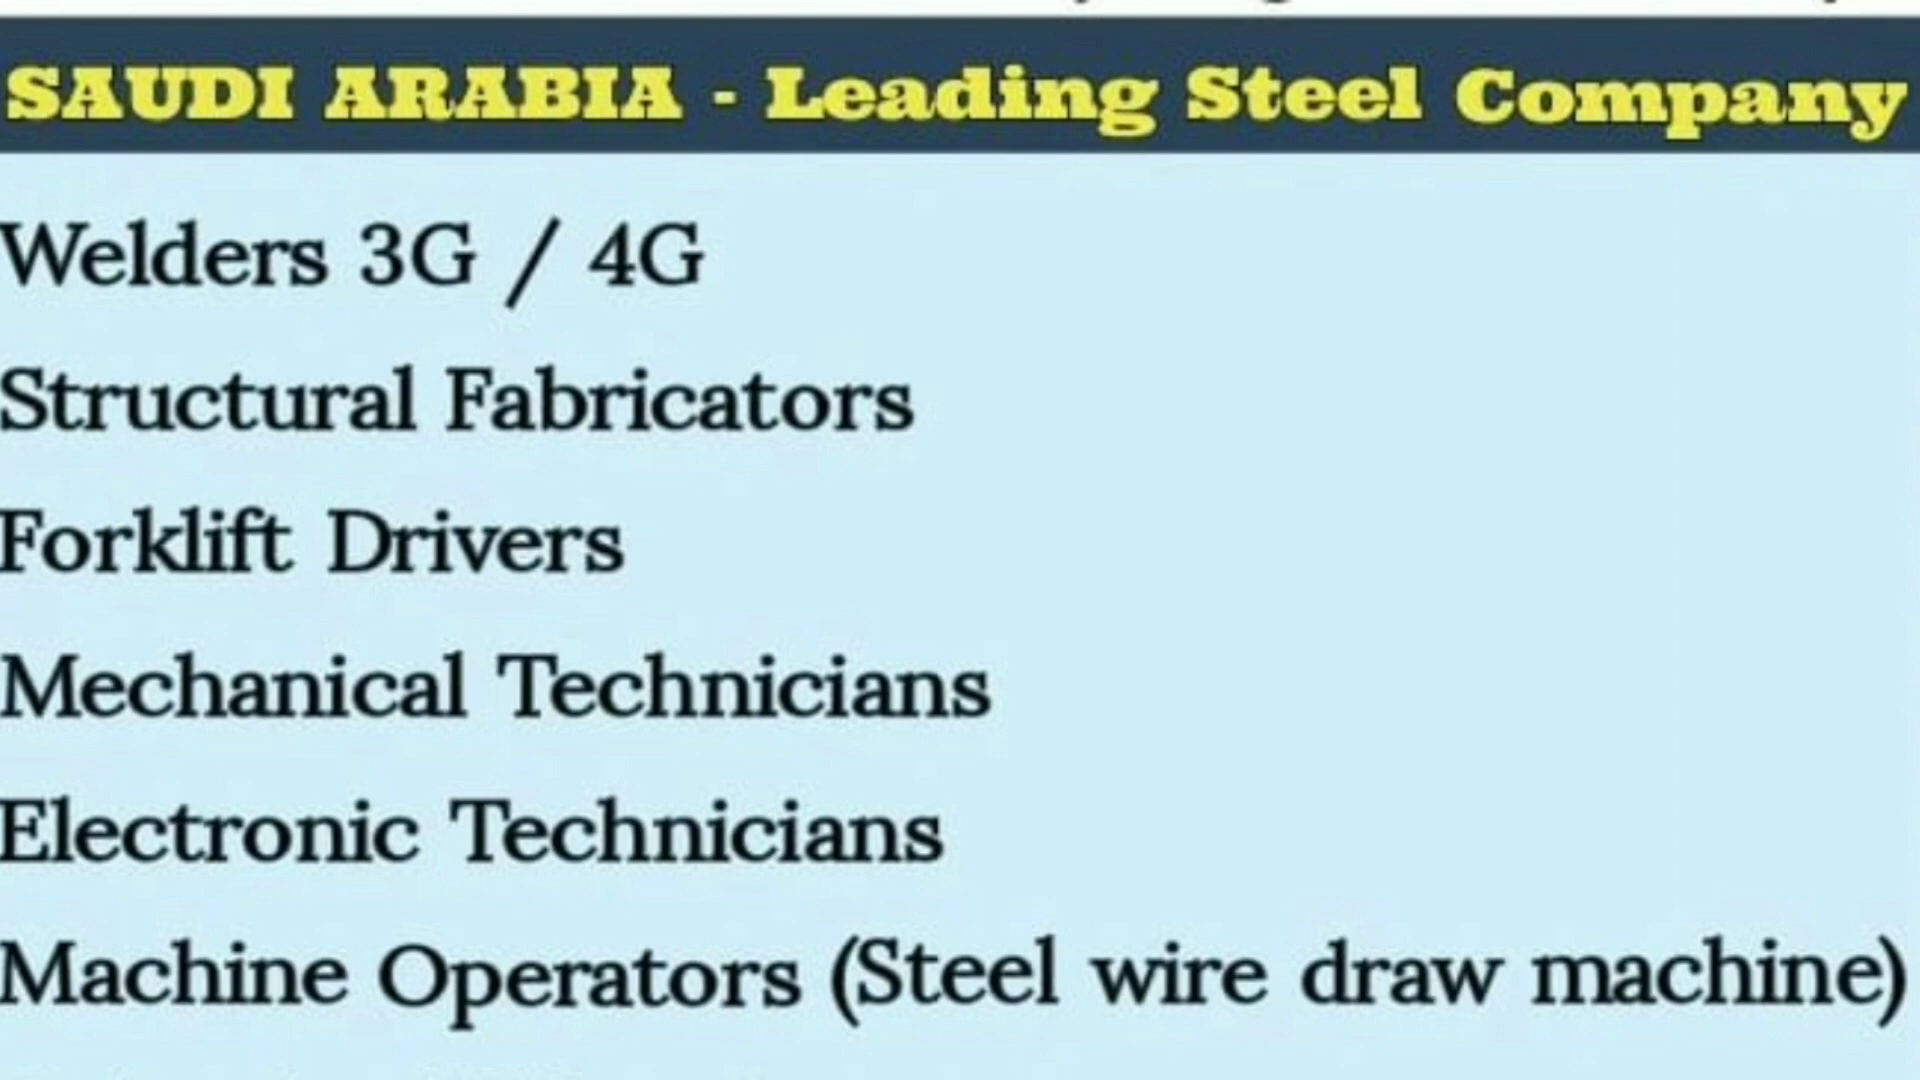 SAUDI ARABIA - Leading Steel Company
Welders 3G / 4G
Structural Fabricators
Forklift Drivers
Mechanical Technicians
Electronic Technicians
Machine Operators (Steel wire draw machine)